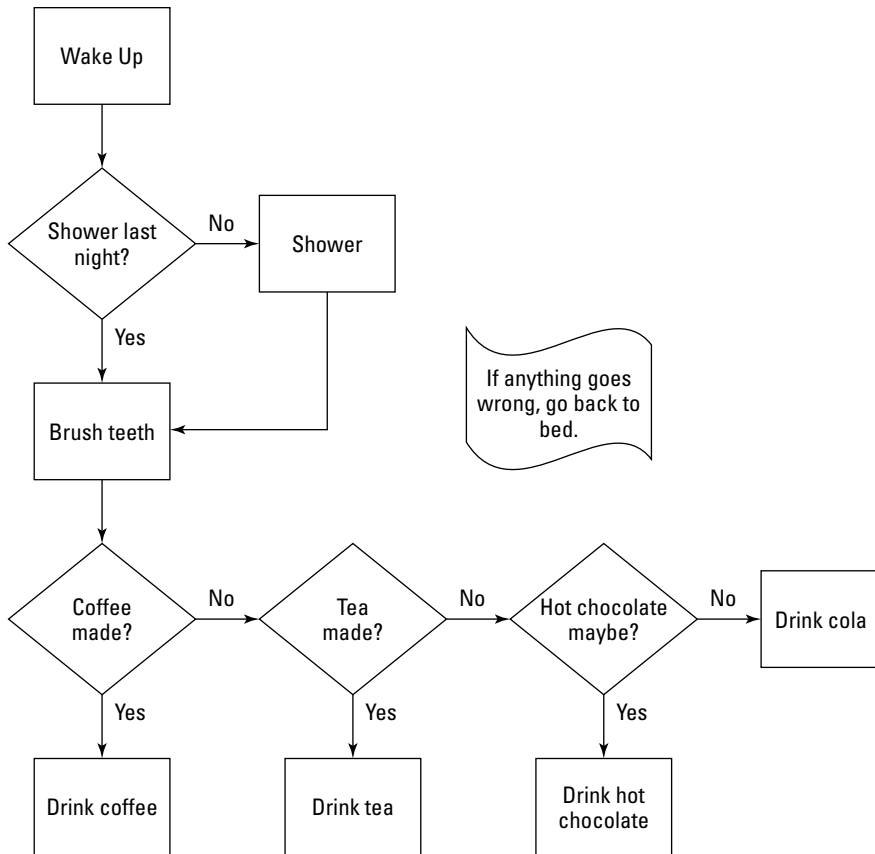 Wake Up
Shower last
night?
No
Shower
Yes
If anything goes
wrong, go back to
bed.
Brush teeth
Coffee
made?
No
Tea
made?
No
Hot chocolate
maybe?
No
Drink cola
Yes
Yes
Yes
Drink coffee
Drink tea
Drink hot
chocolate